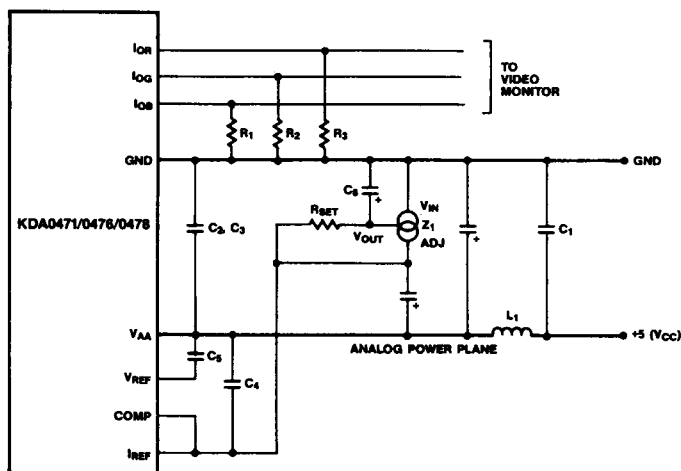 IOR
IOG
IOB
TO
VIDEO
MONITOR
R1
R2
R3
GND
GND
KDA0471/0476/0478
C2, C3
C6
+
RSET
VOUT
VIN
Z1
ADJ
+
+
C1
L1
VAA
+5 (VCC)
ANALOG POWER PLANE
C5
VREF
C4
COMP
IREF